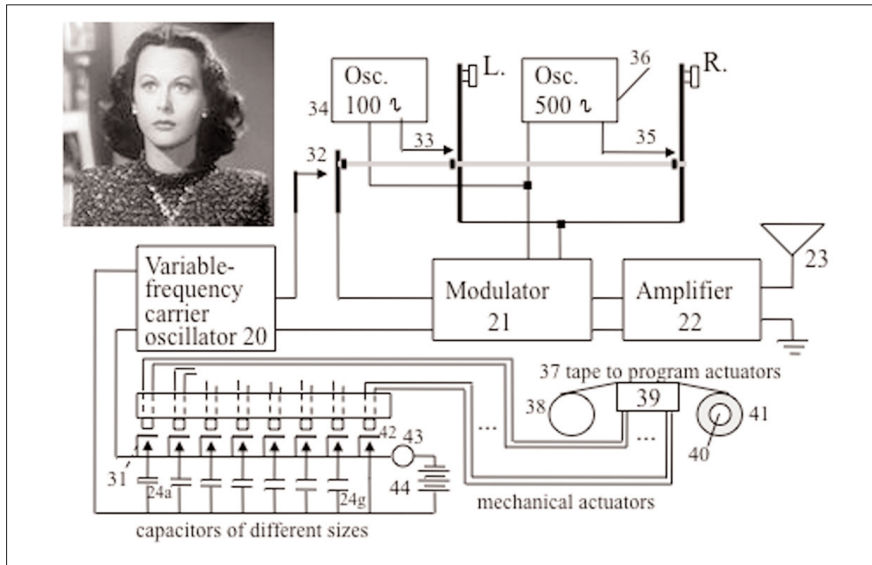 Osc.
100 ~
34
33
L.
Osc.
500 ~
36
35
R.
32
Variable-
frequency
carrier
oscillator 20
Modulator
21
Amplifier
22
23
37 tape to program actuators
38
39
40
41
42
43
44
31
24a
24g
...
...
mechanical actuators
capacitors of different sizes